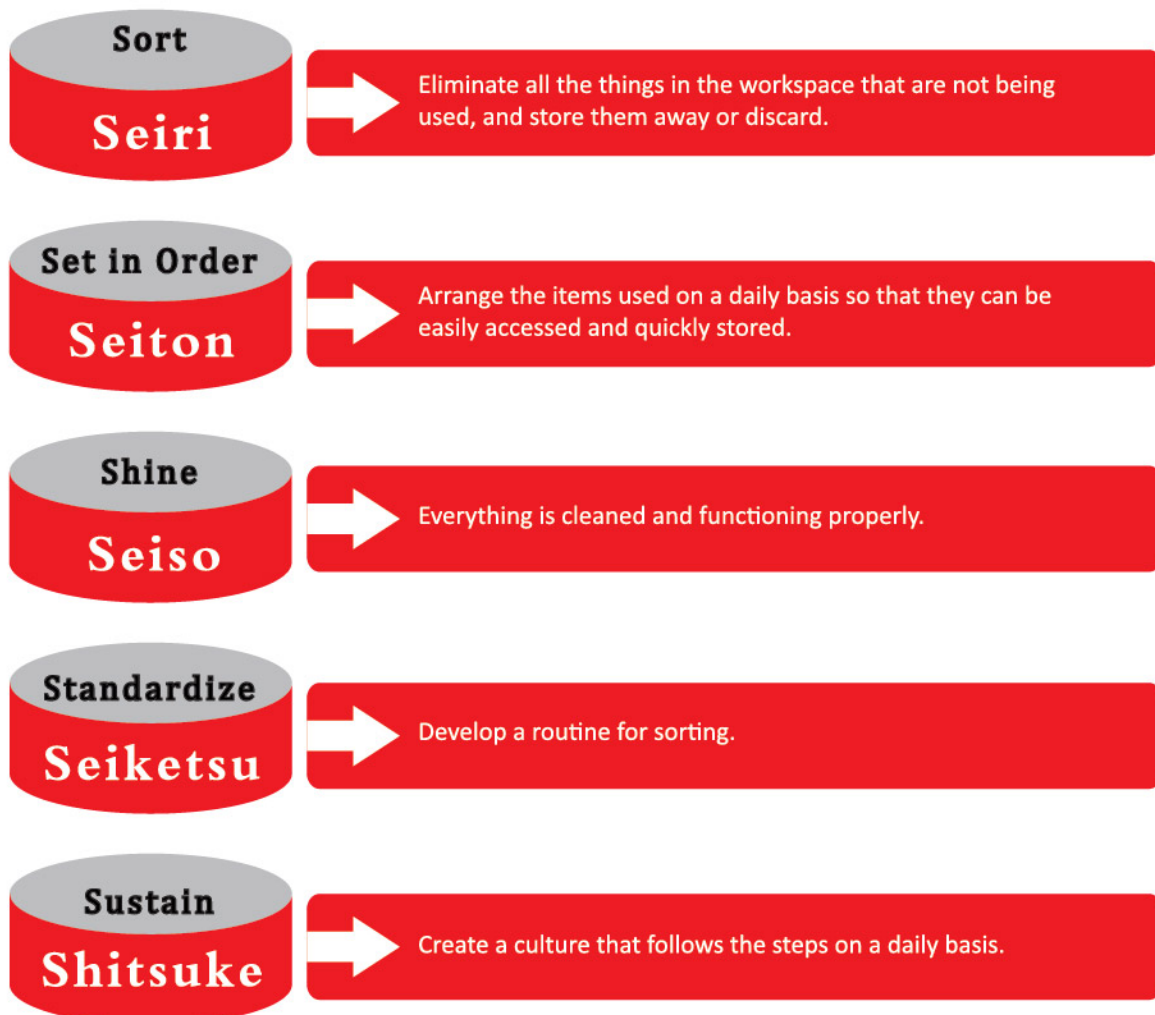 Sort
Seiri
Eliminate all the things in the workspace that are not being
used, and store them away or discard.
Set in Order
Seiton
Arrange the items used on a daily basis so that they can be
easily accessed and quickly stored.
Shine
Seiso
Everything is cleaned and functioning properly.
Standardize
Seiketsu
Develop a routine for sorting.
Sustain
Shitsuke
Create a culture that follows the steps on a daily basis.